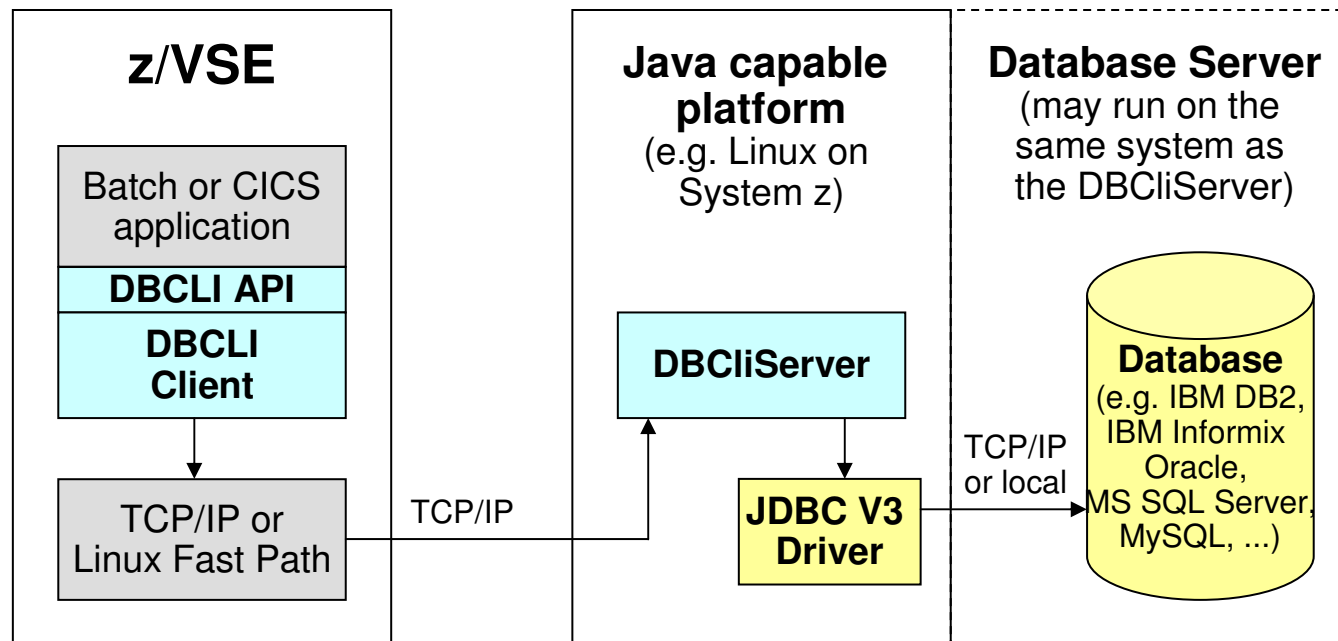 z/VSE
Batch or CICS
application
DBCLI API
DBCLI
Client
TCP/IP or
Linux Fast Path
TCP/IP
Java capable
platform
(e.g. Linux on
System z)
DBCliServer
JDBC V3
Driver
TCP/IP
or local
Database Server
(may run on the
same system as
the DBCliServer)
Database
(e.g. IBM DB2,
IBM Informix
Oracle,
MS SQL Server,
MySQL, ...)